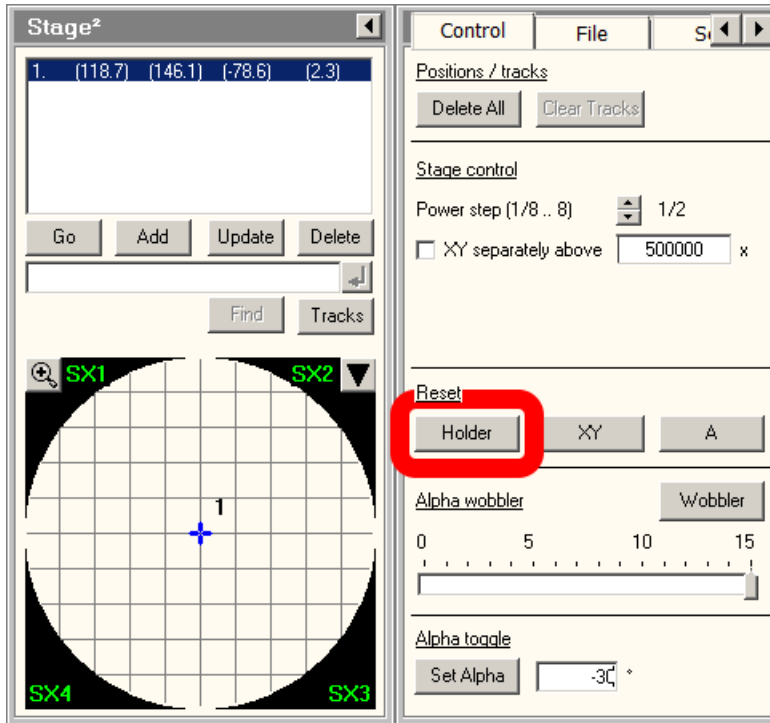 Stage²
1. (118.7) (146.1) (-78.6) (2.3)
Go Add Update Delete
Find Tracks
SX1 SX2
1
SX4 SX3
Control File
Positions / tracks
Delete All Clear Tracks
Stage control
Power step (1/8 .. 8) 1/2
XY separately above 500000 x
Reset
Holder XY A
Alpha wobbler Wobbler
0 5 10 15
Alpha toggle
Set Alpha -30 °